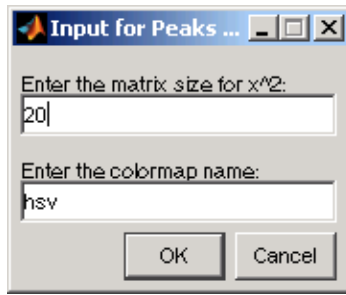 Input for Peaks ...
Enter the matrix size for x^2:
20
Enter the colormap name:
hsv
OK Cancel